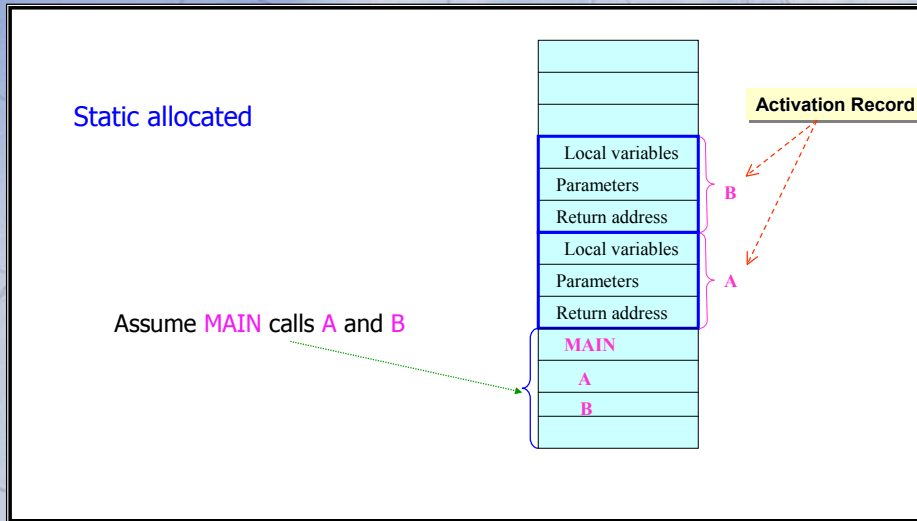 Static allocated
Activation Record
Local variables
Parameters
Return address
B
Local variables
Parameters
Return address
A
Assume MAIN calls A and B
MAIN
A
B